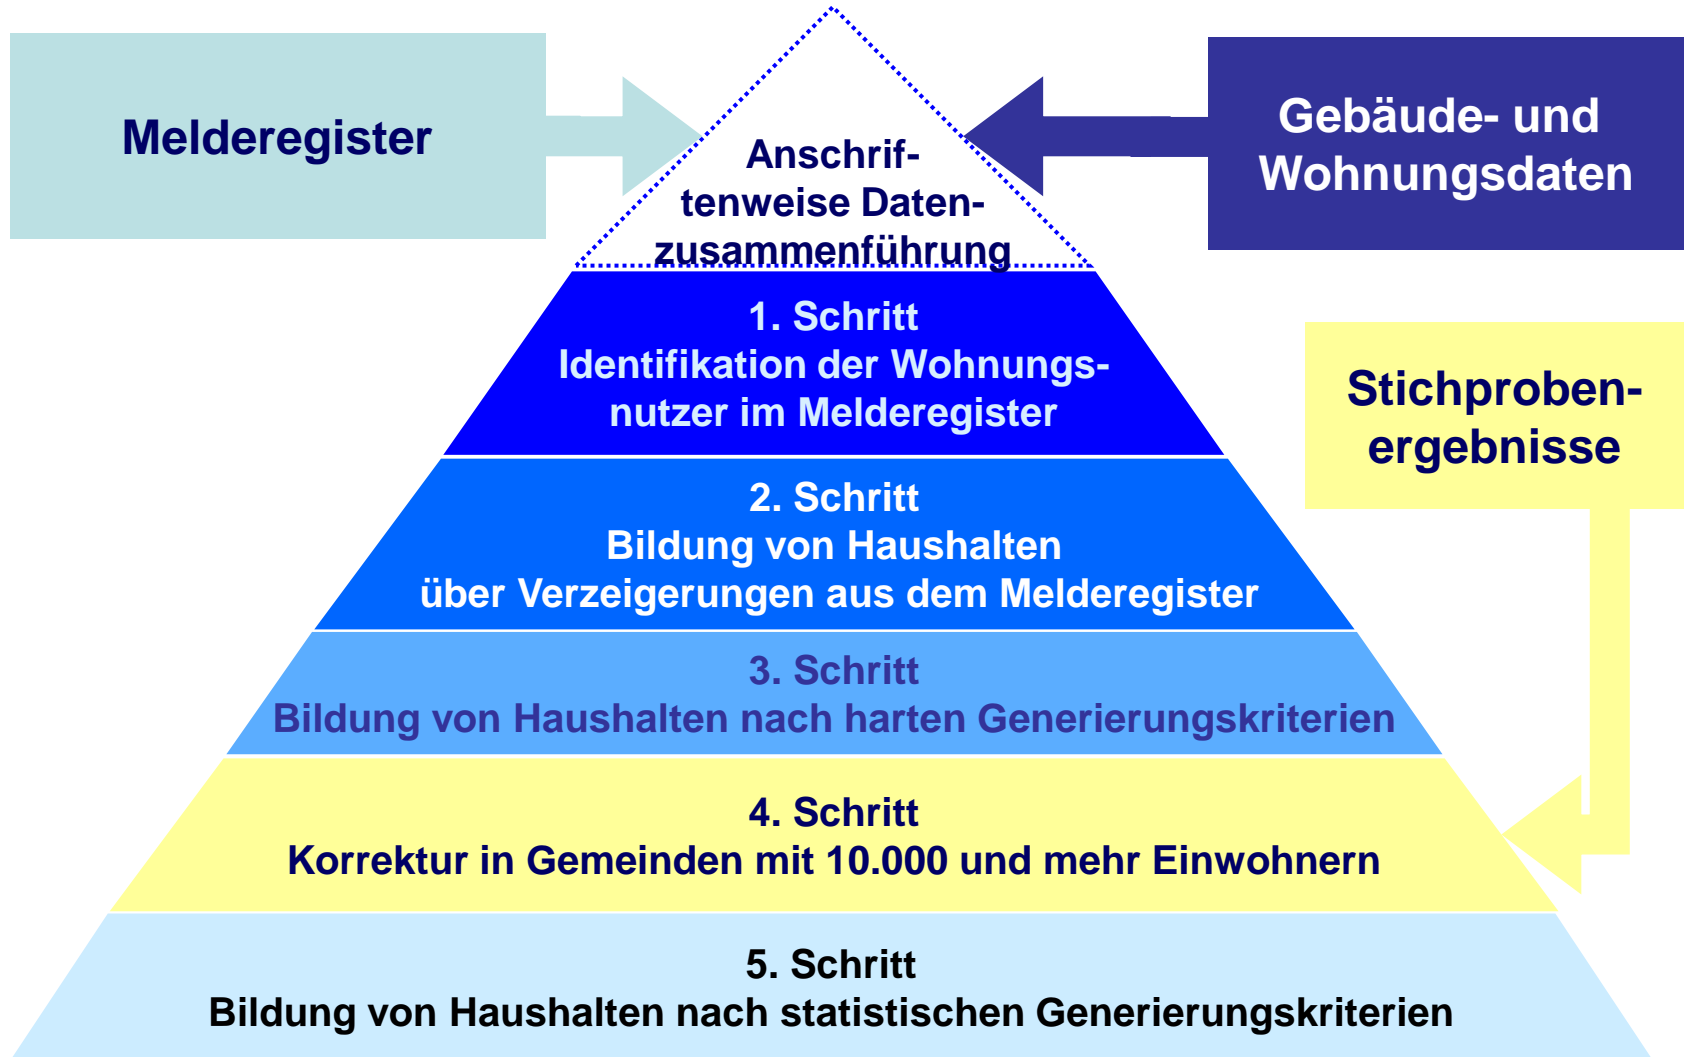 Melderegister
Anschrif-
tenweise Daten-
zusammenführung
Gebäude- und
Wohnungsdaten
1. Schritt
Identifikation der Wohnungs-
nutzer im Melderegister
Stichproben-
ergebnisse
2. Schritt
Bildung von Haushalten
über Verzeigerungen aus dem Melderegister
3. Schritt
Bildung von Haushalten nach harten Generierungskriterien
4. Schritt
Korrektur in Gemeinden mit 10.000 und mehr Einwohnern
5. Schritt
Bildung von Haushalten nach statistischen Generierungskriterien